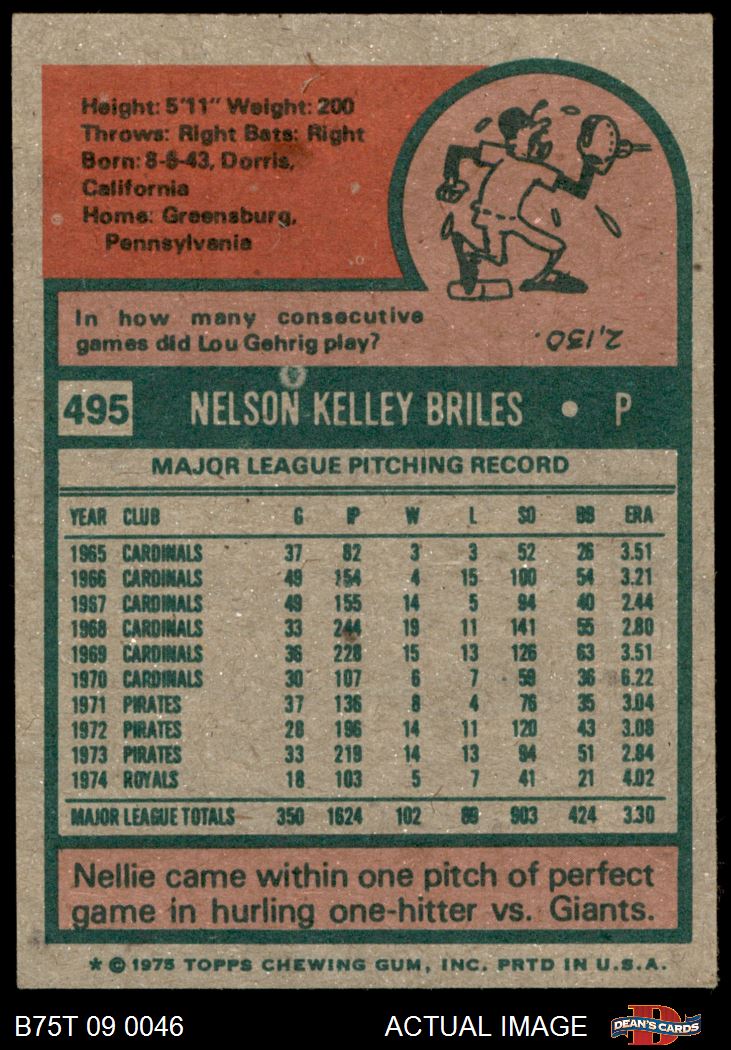 Height: 5'11" Weight: 200
Throws: Right Bats: Right
Born: 8-5-43, Dorris,
California
Home: Greensburg,
Pennsylvania
In how many consecutive
games did Lou Gehrig play?
2,130.
495 NELSON KELLEY BRILES • P
MAJOR LEAGUE PITCHING RECORD
YEAR CLUB G IP W L SO BB ERA
1965 CARDINALS 37 82 3 3 52 26 3.51
1966 CARDINALS 49 154 4 15 100 54 3.21
1967 CARDINALS 49 155 14 5 94 40 2.44
1968 CARDINALS 33 244 19 11 141 55 2.80
1969 CARDINALS 36 228 15 13 126 63 3.51
1970 CARDINALS 30 107 6 7 59 36 6.22
1971 PIRATES 37 136 8 4 76 35 3.04
1972 PIRATES 28 196 14 11 120 43 3.08
1973 PIRATES 33 219 14 13 94 51 2.84
1974 ROYALS 18 103 5 7 41 21 4.02
MAJOR LEAGUE TOTALS 350 1624 102 89 903 424 3.30
Nellie came within one pitch of perfect
game in hurling one-hitter vs. Giants.
* © 1975 TOPPS CHEWING GUM, INC. PRTD IN U.S.A.
B75T 09 0046 ACTUAL IMAGE DEAN'S CARDS